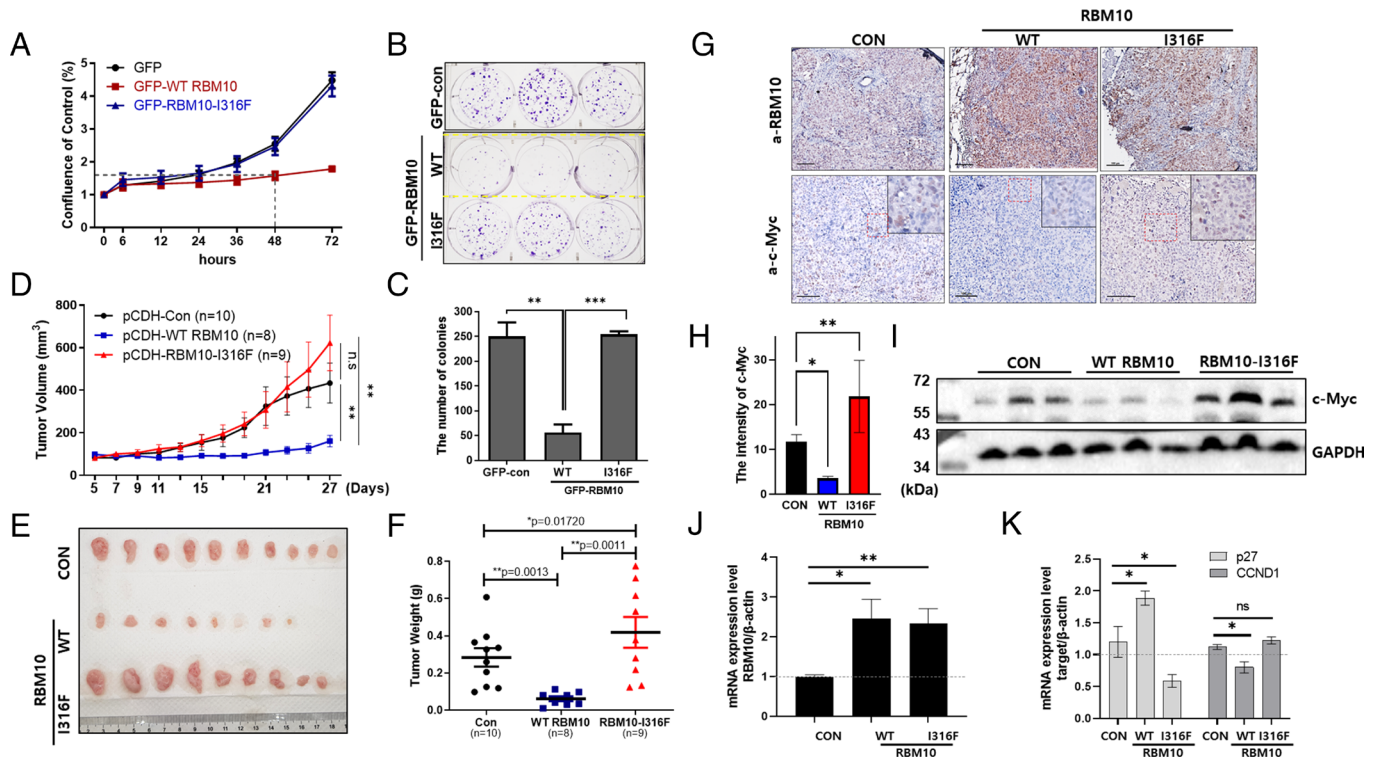 A
Confluence of Control (%)
5
4
3
2
1
0
GFP
GFP-WT RBM10
GFP-RBM10-I316F
0 6 12 24 36 48 72
hours
B
GFP-con
GFP-RBM10
WT
I316F
G
RBM10
CON WT I316F
a-RBM10
a-c-Myc
D
Tumor Volume (mm3)
800
600
400
200
0
pCDH-Con (n=10)
pCDH-WT RBM10 (n=8)
pCDH-RBM10-I316F (n=9)
n.s
**
**
5 7 9 11 15 21 27 (Days)
C
The number of colonies
300
250
200
150
100
50
0
** ***
GFP-con WT I316F
GFP-RBM10
H
The intensity of c-Myc
30
20
10
0
**
*
CON WT I316F
RBM10
I
CON WT RBM10 RBM10-I316F
72
55
43
34
(kDa)
c-Myc
GAPDH
E
CON
RBM10
WT
I316F
F
Tumor Weight (g)
0.8
0.6
0.4
0.2
0.0
*p=0.01720
**p=0.0011
**p=0.0013
Con WT RBM10 RBM10-I316F
(n=10) (n=8) (n=9)
J
mRNA expression level
RBM10/β-actin
4
3
2
1
0
**
*
CON WT I316F
RBM10
K
mRNA expression level
target/β-actin
2.5
2.0
1.5
1.0
0.5
0.0
p27
CCND1
*
*
ns
*
CON WT I316F CON WT I316F
RBM10 RBM10